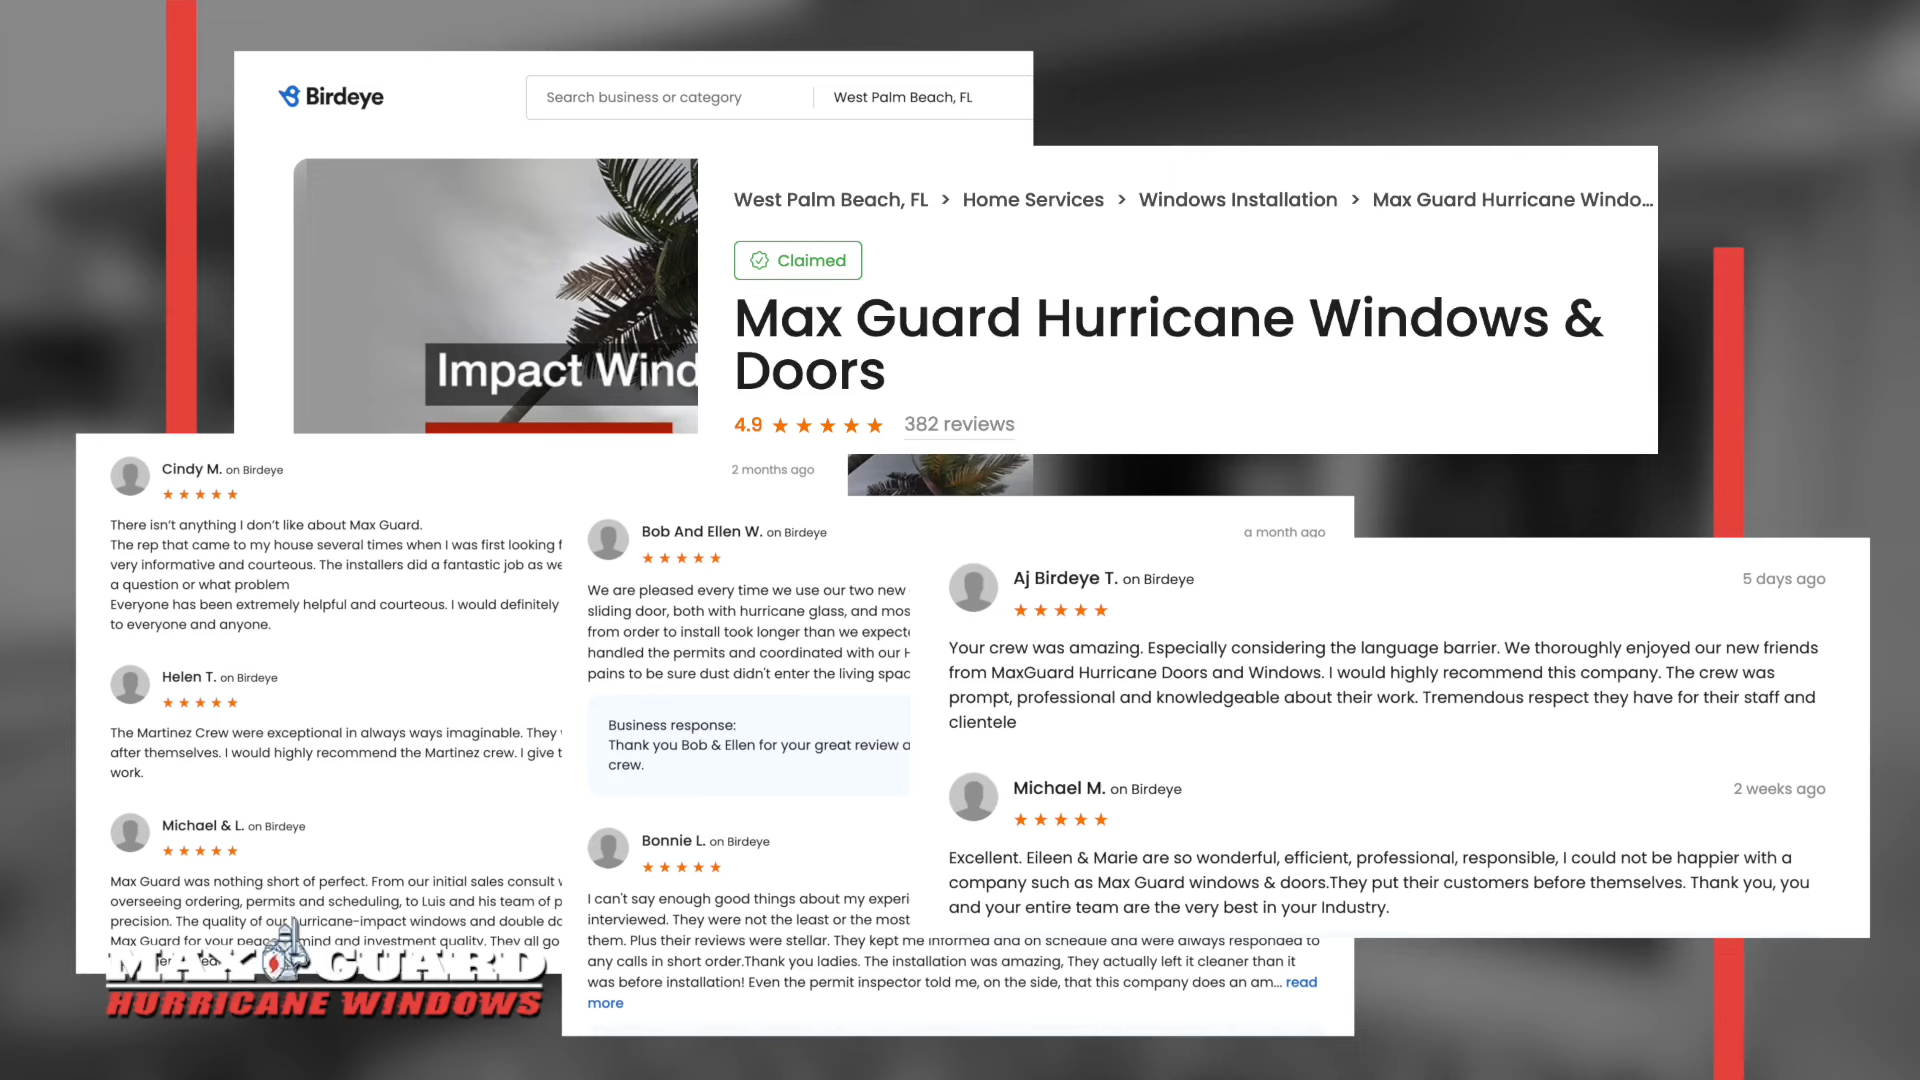 Birdeye
Search business or category
West Palm Beach, FL
West Palm Beach, FL > Home Services > Windows Installation > Max Guard Hurricane Windo...
Claimed
Max Guard Hurricane Windows &
Doors
4.9 ★ ★ ★ ★ ★ 382 reviews
Impact Wind
Cindy M. on Birdeye
2 months ago
★ ★ ★ ★ ★
There isn't anything I don't like about Max Guard.
The rep that came to my house several times when I was first looking f
very informative and courteous. The installers did a fantastic job as we
a question or what problem
Everyone has been extremely helpful and courteous. I would definitely
to everyone and anyone.
Helen T. on Birdeye
★ ★ ★ ★ ★
The Martinez Crew were exceptional in always ways imaginable. They
after themselves. I would highly recommend the Martinez crew. I give t
work.
Michael & L. on Birdeye
★ ★ ★ ★ ★
Max Guard was nothing short of perfect. From our initial sales consult
overseeing ordering, permits and scheduling, to Luis and his team of p
precision. The quality of our hurricane-impact windows and double do
Max Guard for your peace mind and investment quality. They all go
MAX GUARD
HURRICANE WINDOWS
Bob And Ellen W. on Birdeye
a month ago
★ ★ ★ ★ ★
We are pleased every time we use our two new
sliding door, both with hurricane glass, and mos
from order to install took longer than we expecte
handled the permits and coordinated with our H
pains to be sure dust didn't enter the living spac
Business response:
Thank you Bob & Ellen for your great review a
crew.
Bonnie L. on Birdeye
★ ★ ★ ★ ★
I can't say enough good things about my experi
interviewed. They were not the least or the most
them. Plus their reviews were stellar. They kept me informed and on schedule and were always responded to
any calls in short order.Thank you ladies. The installation was amazing, They actually left it cleaner than it
was before installation! Even the permit inspector told me, on the side, that this company does an am... read
more
Aj Birdeye T. on Birdeye
5 days ago
★ ★ ★ ★ ★
Your crew was amazing. Especially considering the language barrier. We thoroughly enjoyed our new friends
from MaxGuard Hurricane Doors and Windows. I would highly recommend this company. The crew was
prompt, professional and knowledgeable about their work. Tremendous respect they have for their staff and
clientele
Michael M. on Birdeye
2 weeks ago
★ ★ ★ ★ ★
Excellent. Eileen & Marie are so wonderful, efficient, professional, responsible, I could not be happier with a
company such as Max Guard windows & doors.They put their customers before themselves. Thank you, you
and your entire team are the very best in your Industry.